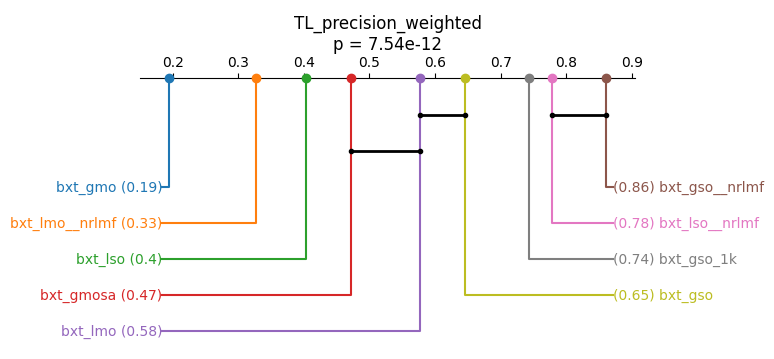 TL_precision_weighted
p = 7.54e-12
0.2 0.3 0.4 0.5 0.6 0.7 0.8 0.9
bxt_gmo (0.19)
(0.86) bxt_gso__nrlmf
bxt_lmo__nrlmf (0.33)
(0.78) bxt_lso__nrlmf
bxt_lso (0.4)
(0.74) bxt_gso_1k
bxt_gmosa (0.47)
(0.65) bxt_gso
bxt_lmo (0.58)